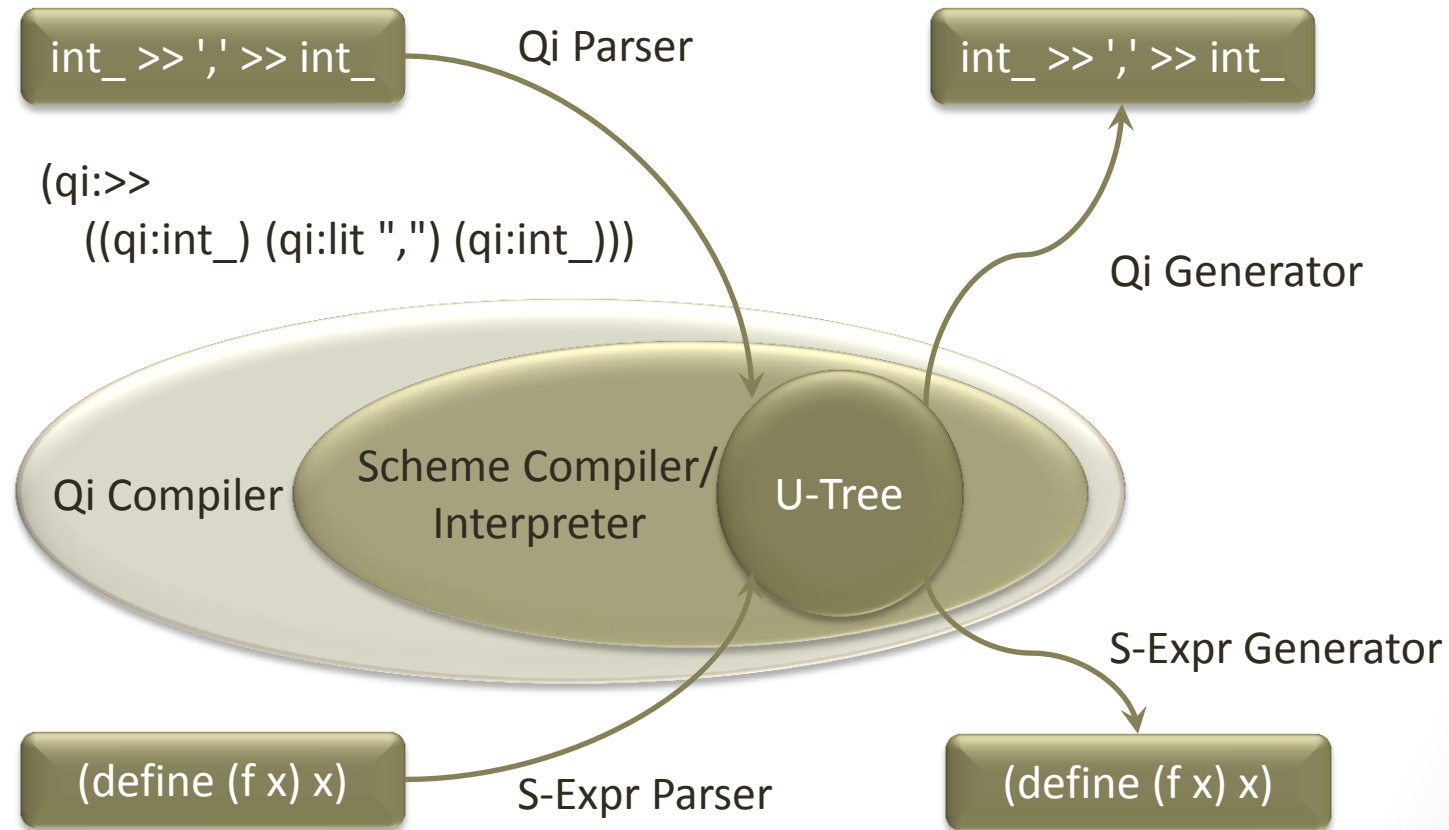 int_ >> ',' >> int_
Qi Parser
int_ >> ',' >> int_
(qi:>>
((qi:int_) (qi:lit ",") (qi:int_)))
Qi Generator
Qi Compiler
Scheme Compiler/
Interpreter
U-Tree
S-Expr Generator
(define (f x) x)
S-Expr Parser
(define (f x) x)